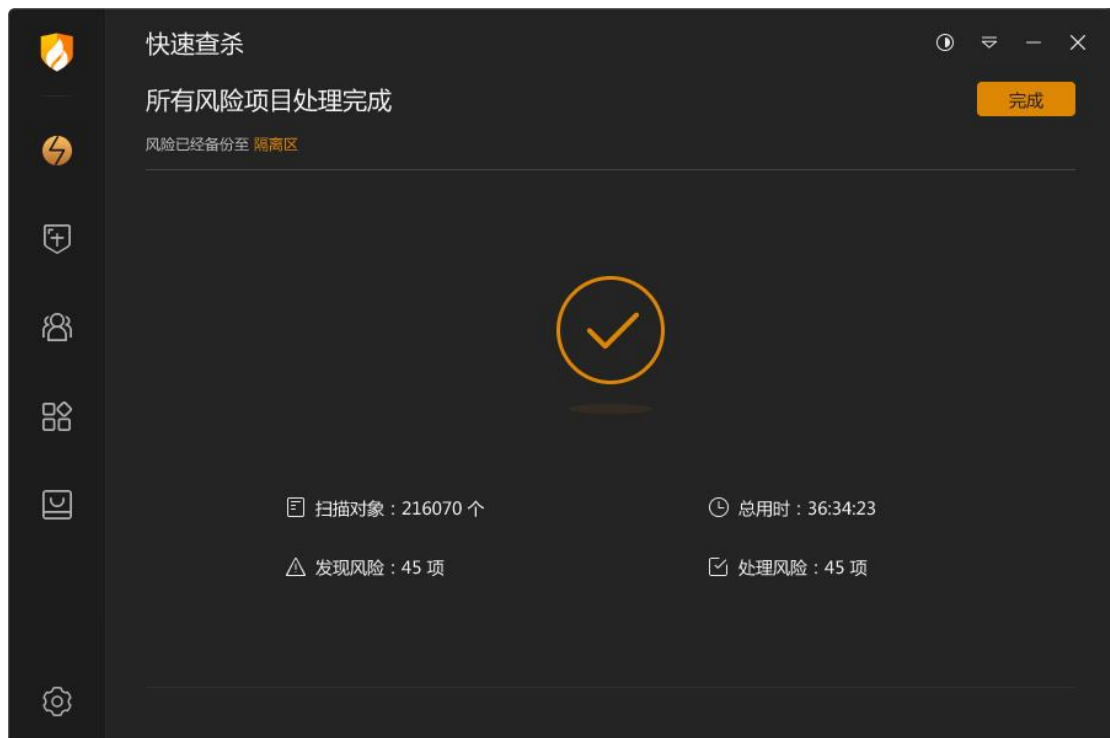 快速查杀
所有风险项目处理完成
完成
风险已经备份至 隔离区
扫描对象：216070 个
总用时：36:34:23
发现风险：45 项
处理风险：45 项